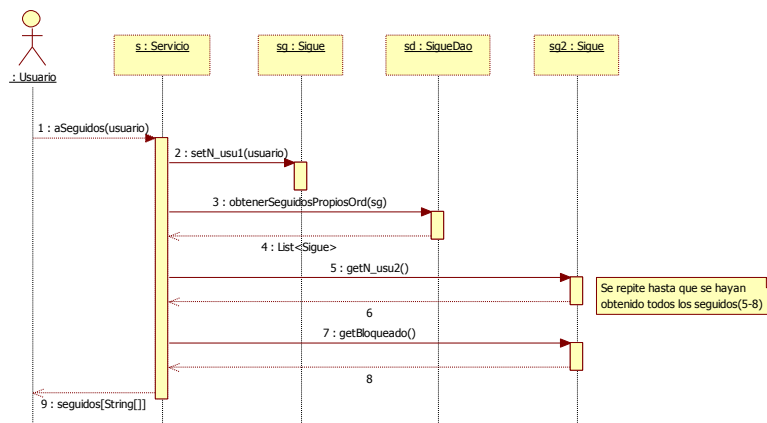 s : Servicio
sg : Sigue
sd : SigueDao
sg2 : Sigue
: Usuario
1 : aSeguidos(usuario)
2 : setN_usu1(usuario)
3 : obtenerSeguidosPropiosOrd(sg)
4 : List<Sigue>
5 : getN_usu2()
Se repite hasta que se hayan
obtenido todos los seguidos(5-8)
6
7 : getBloqueado()
8
9 : seguidos[String[]]